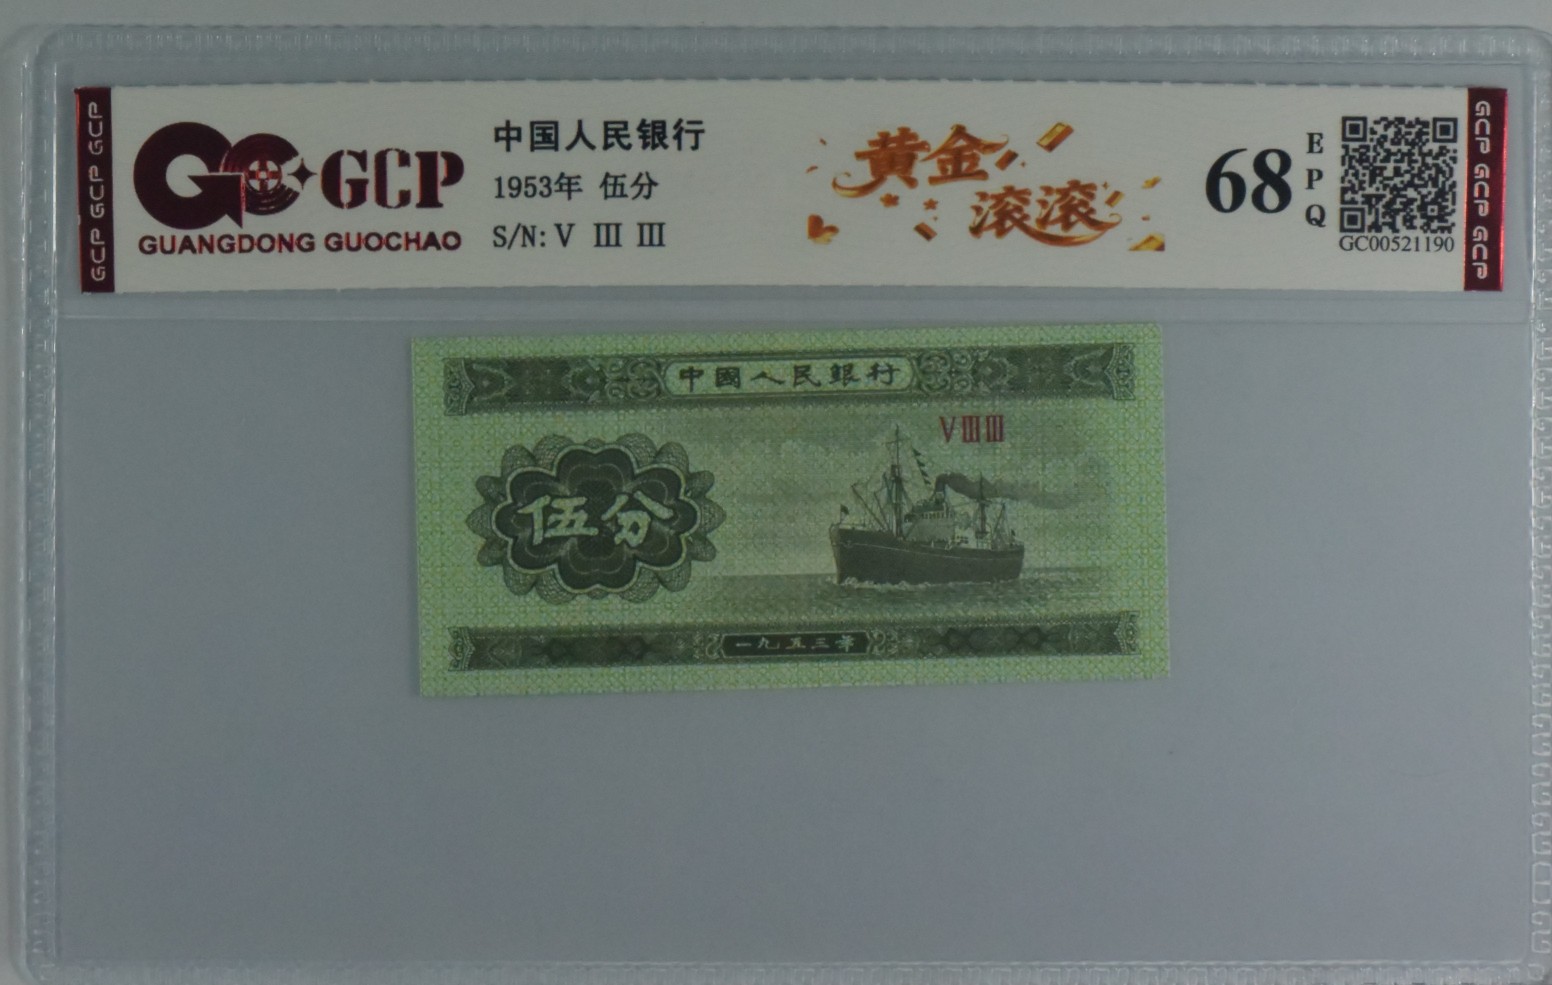 GCP GCP GCP
GCP
GUANGDONG GUOCHAO
中国人民银行
1953年 伍分
S/N: V III III
黄金
滚滚
68
EPQ
GC00521190
GCP GCP GCP
中國人民銀行
VIIIIII
伍分
一九五三年